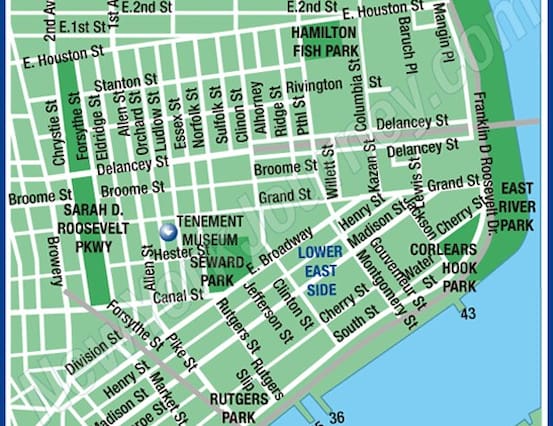 2nd Av
1st A
E.2nd St
E.2nd St
E. Houston St
E.1st St
HAMILTON
FISH PARK
Baruch Pl
Mangin Pl
E. Houston St
Stanton St
Rivington St
Columbia St
Chrystie St
Forsythe St
Eldridge St
Allen St
Orchard St
Ludlow St
Essex St
Norfolk St
Suffolk St
Clinton St
Attorney
Ridge St
Pitt St
Delancey St
Franklin D Roosevelt Dr.
Delancey St
Delancey St
Broome St
Willett St
Kazan St
Lewis St
Jackson
Broome St
Broome St
Grand St
Grand St
EAST
RIVER
PARK
SARAH D.
ROOSEVELT
PKWY
TENEMENT
MUSEUM
Henry St
Madison St
Cherry St
Browery
Allen St
Hester St
SEWARD
PARK
E. Broadway
LOWER
EAST
SIDE
Gouverneur St
Water St
CORLEARS
HOOK
PARK
Canal St
Jefferson St
Clinton St
Montgomery St
Cherry St
South St
43
Forsythe St
Division St
Pike St
Rutgers St
Rutgers
Slip
Henry St
Market St
Madison St
roe St
RUTGERS
PARK
36